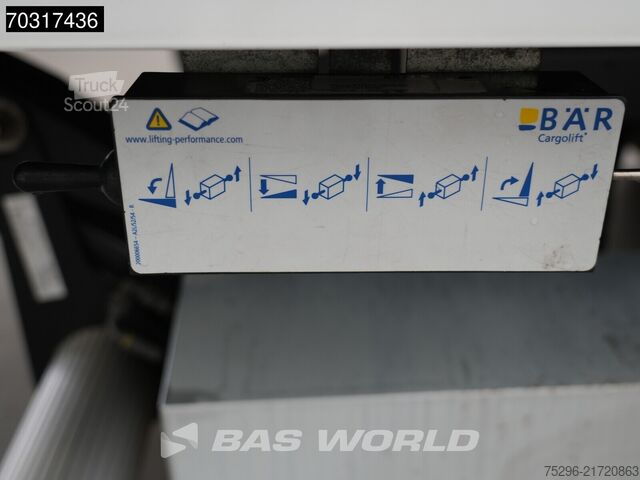 70317436
Truck
Scout24
www.lifting-performance.com
BÄR
Cargolift
BAS WORLD
75296-21720863